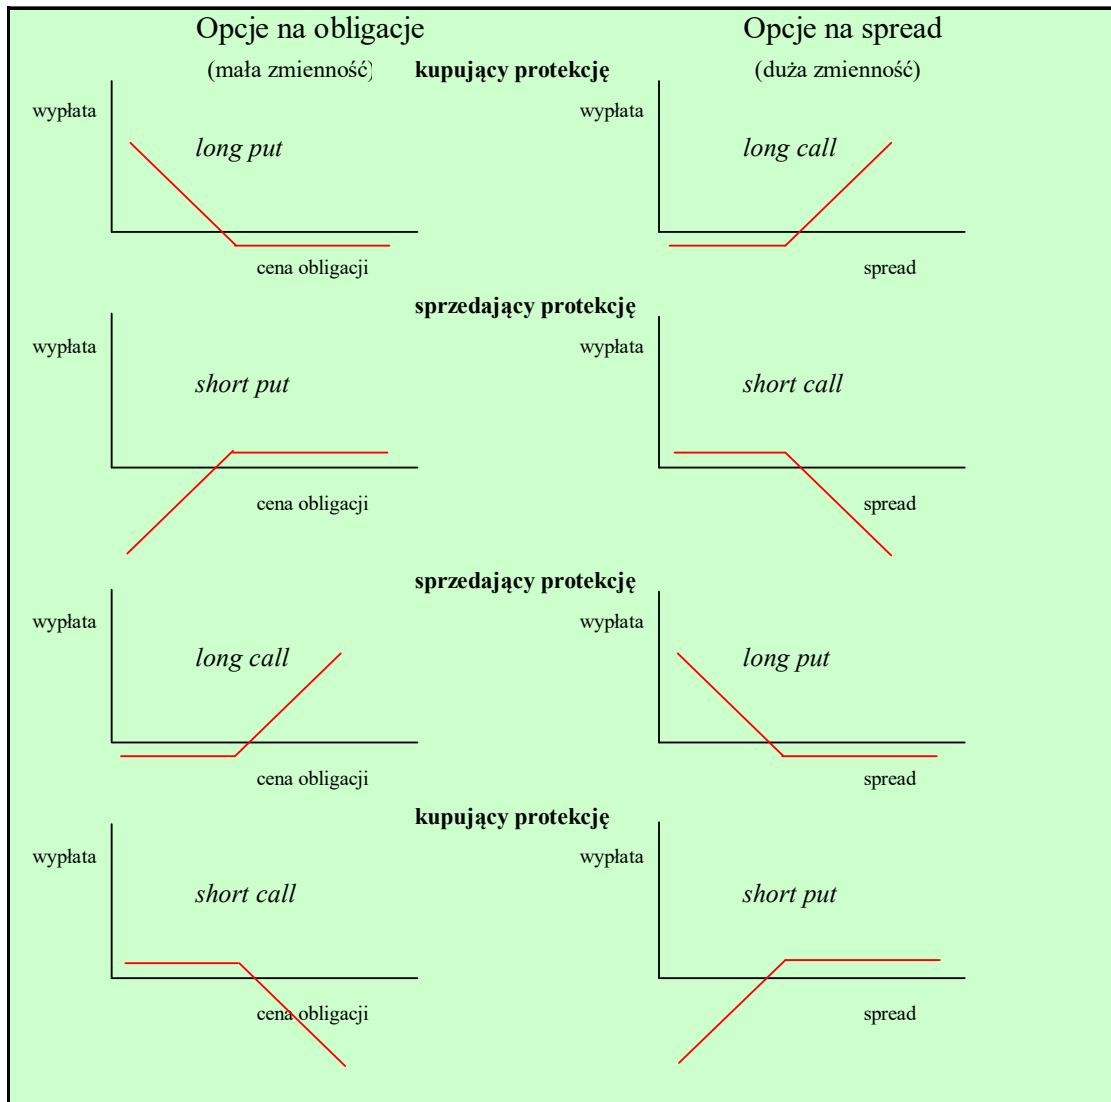 Opcje na obligacje
Opcje na spread
(mała zmienność)
kupujący protekcję
(duża zmienność)
wypłata
wypłata
long put
long call
cena obligacji
spread
sprzedający protekcję
wypłata
wypłata
short put
short call
cena obligacji
spread
sprzedający protekcję
wypłata
wypłata
long call
long put
cena obligacji
spread
kupujący protekcję
wypłata
wypłata
short call
short put
cena obligacji
spread